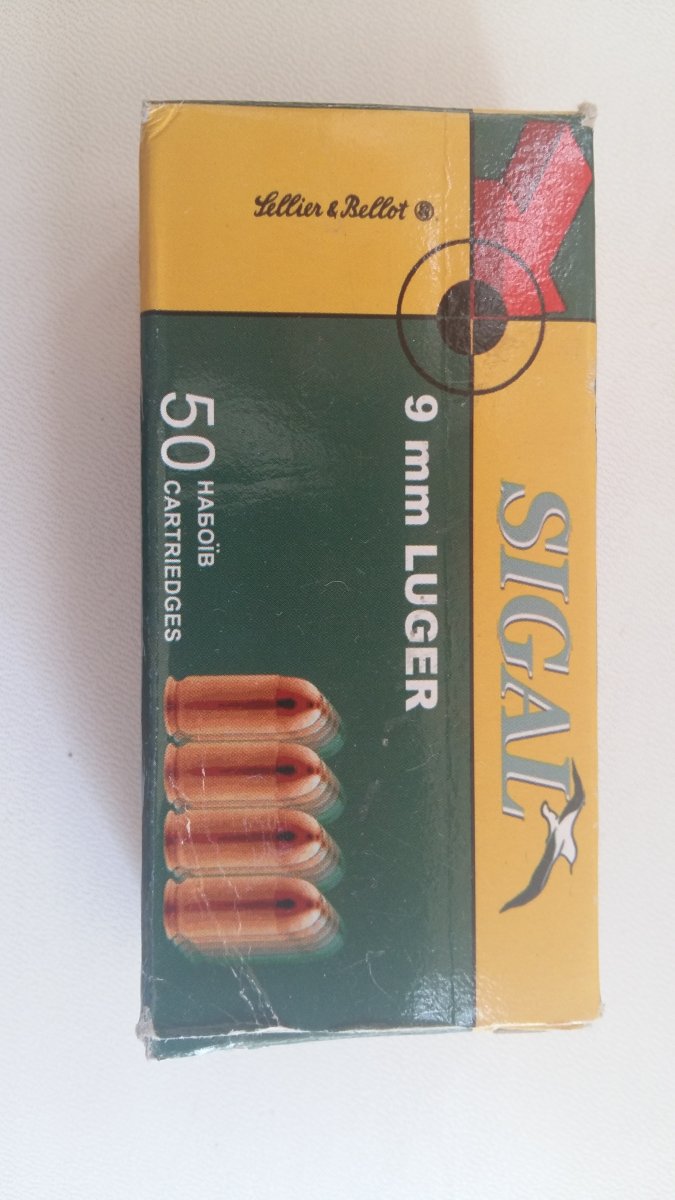 Sellier & Bellot ®
SIGAL
9 mm LUGER
50 НАБОЇВ
CARTRIEDGES